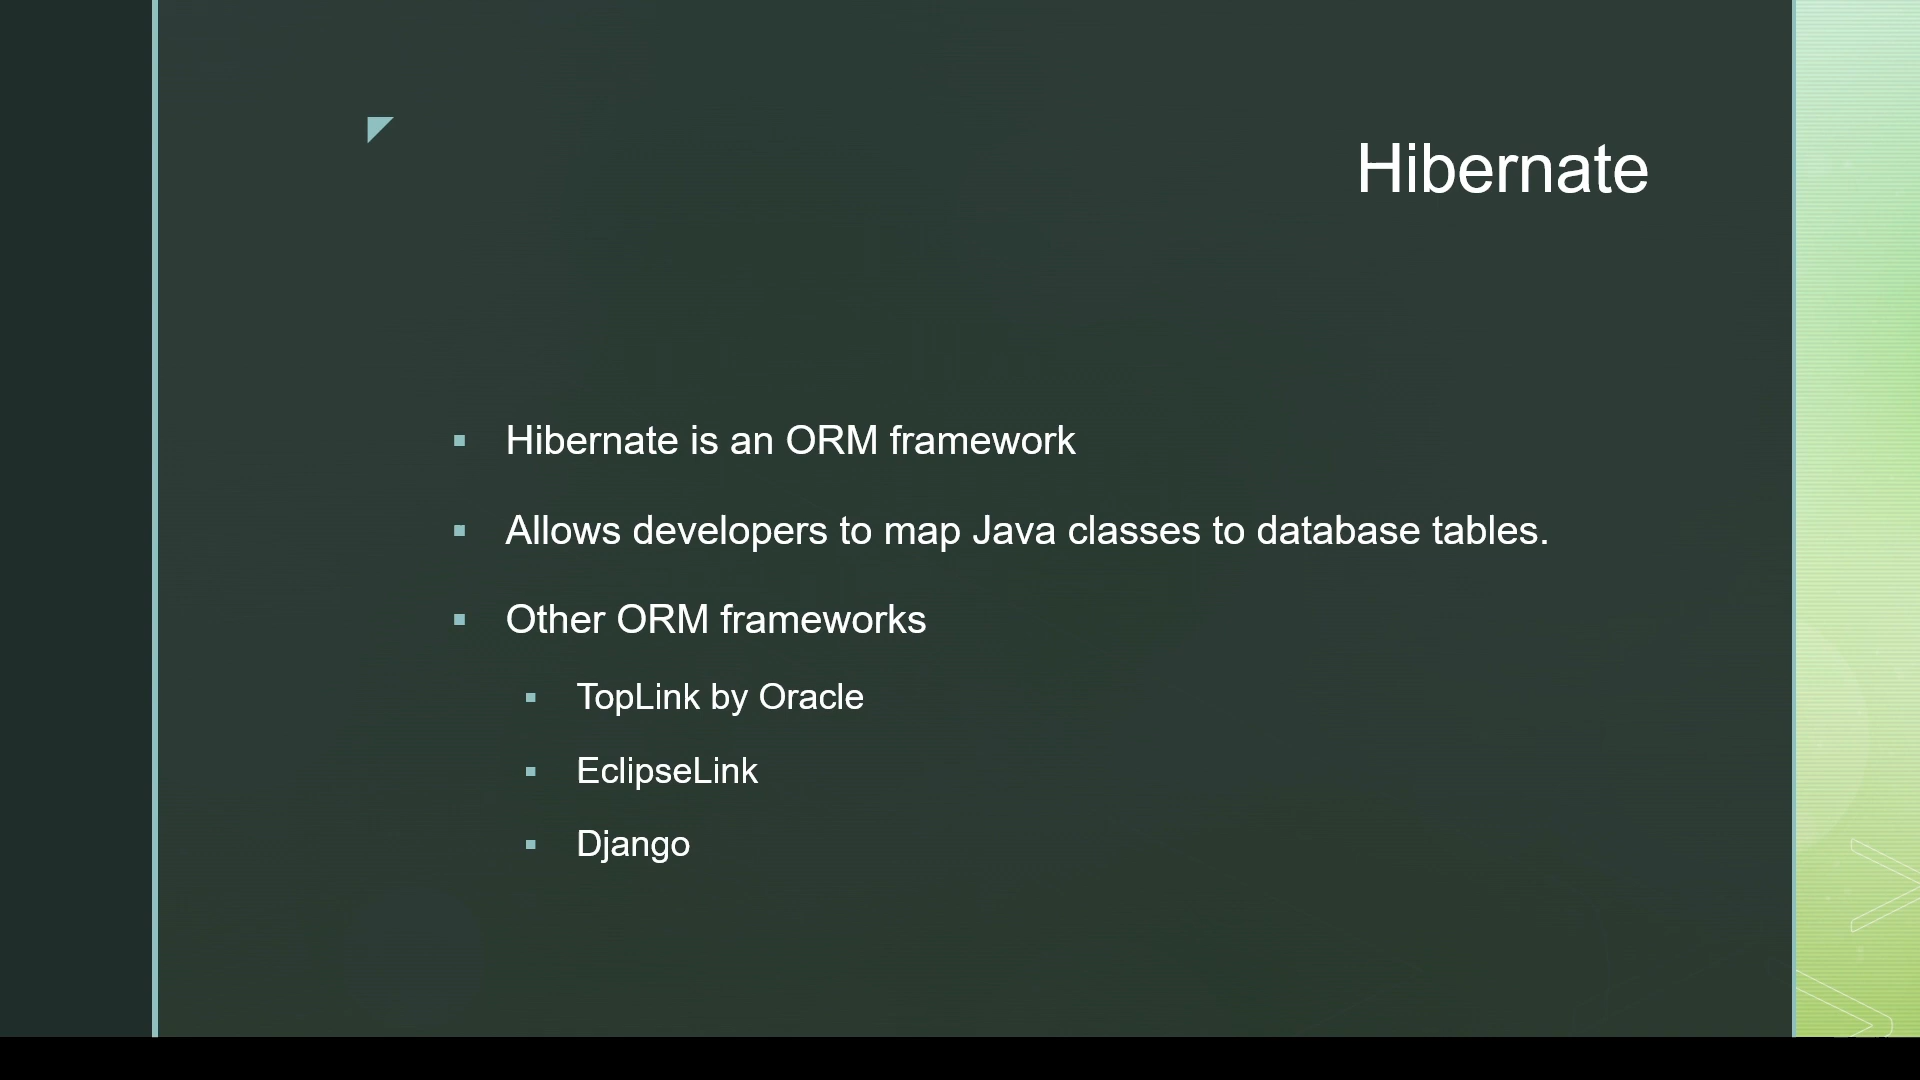 Hibernate
Hibernate is an ORM framework
Allows developers to map Java classes to database tables.
Other ORM frameworks
TopLink by Oracle
EclipseLink
Django